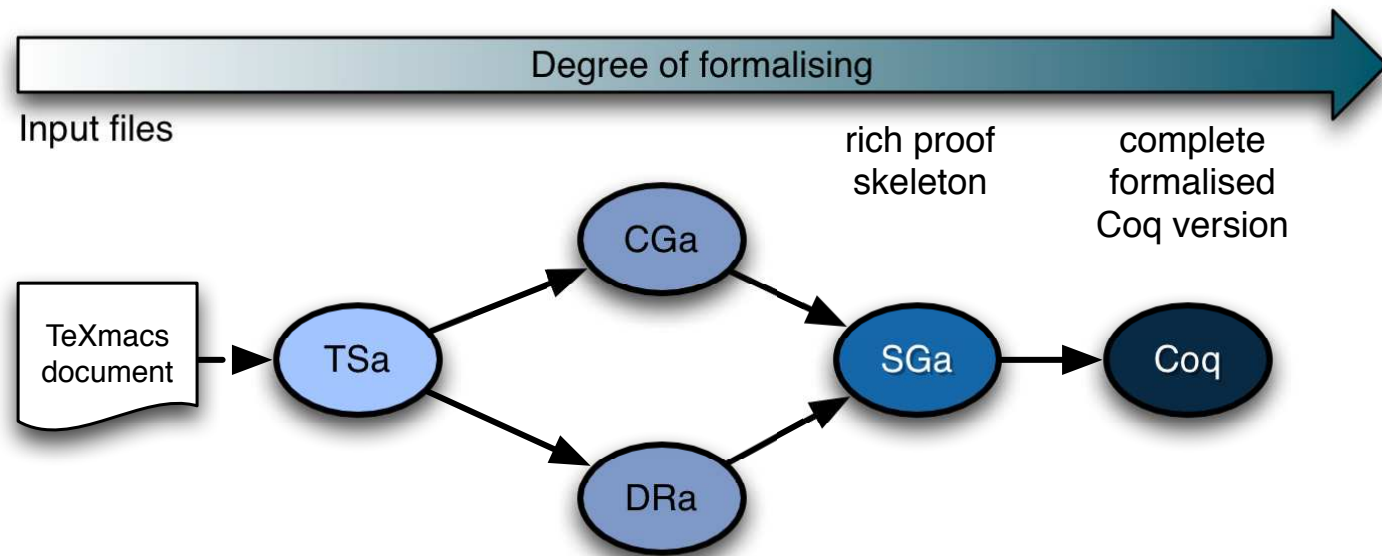 Degree of formalising
Input files
rich proof
skeleton
complete
formalised
Coq version
CGa
TeXmacs
document
TSa
SGa
Coq
DRa